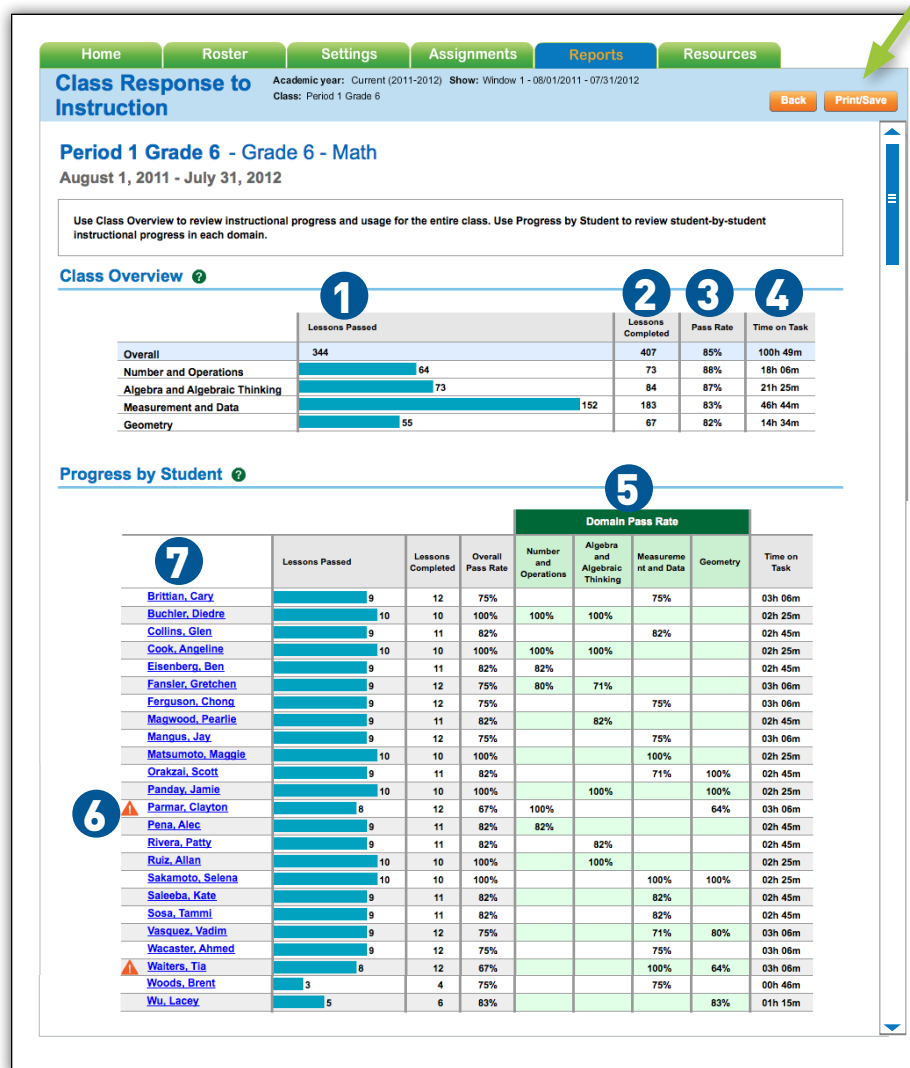 Home Roster Settings Assignments Reports Resources
Class Response to
Instruction
Academic year: Current (2011-2012) Show: Window 1 - 08/01/2011 - 07/31/2012
Class: Period 1 Grade 6
Back Print/Save
Period 1 Grade 6 - Grade 6 - Math
August 1, 2011 - July 31, 2012
Use Class Overview to review instructional progress and usage for the entire class. Use Progress by Student to review student-by-student
instructional progress in each domain.
Class Overview ?
1 2 3 4
Lessons Passed Lessons Completed Pass Rate Time on Task
Overall 344 407 85% 100h 49m
Number and Operations 64 73 88% 18h 06m
Algebra and Algebraic Thinking 73 84 87% 21h 25m
Measurement and Data 152 183 83% 46h 44m
Geometry 55 67 82% 14h 34m
Progress by Student ?
5
Domain Pass Rate
7
Lessons Passed Lessons Completed Overall Pass Rate Number and Operations Algebra and Algebraic Thinking Measureme nt and Data Geometry Time on Task
Brittian, Cary 9 12 75% 75% 03h 06m
Buchler, Diedre 10 10 100% 100% 100% 02h 25m
Collins, Glen 9 11 82% 82% 02h 45m
Cook, Angeline 10 10 100% 100% 100% 02h 25m
Eisenberg, Ben 9 11 82% 82% 02h 45m
Fansler, Gretchen 9 12 75% 80% 71% 03h 06m
Ferguson, Chong 9 12 75% 75% 03h 06m
Magwood, Pearlie 9 11 82% 82% 02h 45m
Mangus, Jay 9 12 75% 75% 03h 06m
Matsumoto, Maggie 10 10 100% 100% 02h 25m
Orakzai, Scott 9 11 82% 71% 100% 02h 45m
Panday, Jamie 10 10 100% 100% 100% 02h 25m
6
Parmar, Clayton 8 12 67% 100% 64% 03h 06m
Pena, Alec 9 11 82% 82% 02h 45m
Rivera, Patty 9 11 82% 82% 02h 45m
Ruiz, Allan 10 10 100% 100% 02h 25m
Sakamoto, Selena 10 10 100% 100% 100% 02h 25m
Saleeba, Kate 9 11 82% 82% 02h 45m
Sosa, Tammi 9 11 82% 82% 02h 45m
Vasquez, Vadim 9 12 75% 71% 80% 03h 06m
Wacaster, Ahmed 9 12 75% 75% 03h 06m
Waiters, Tia 8 12 67% 100% 64% 03h 06m
Woods, Brent 3 4 75% 75% 00h 46m
Wu, Lacey 5 6 83% 83% 01h 15m